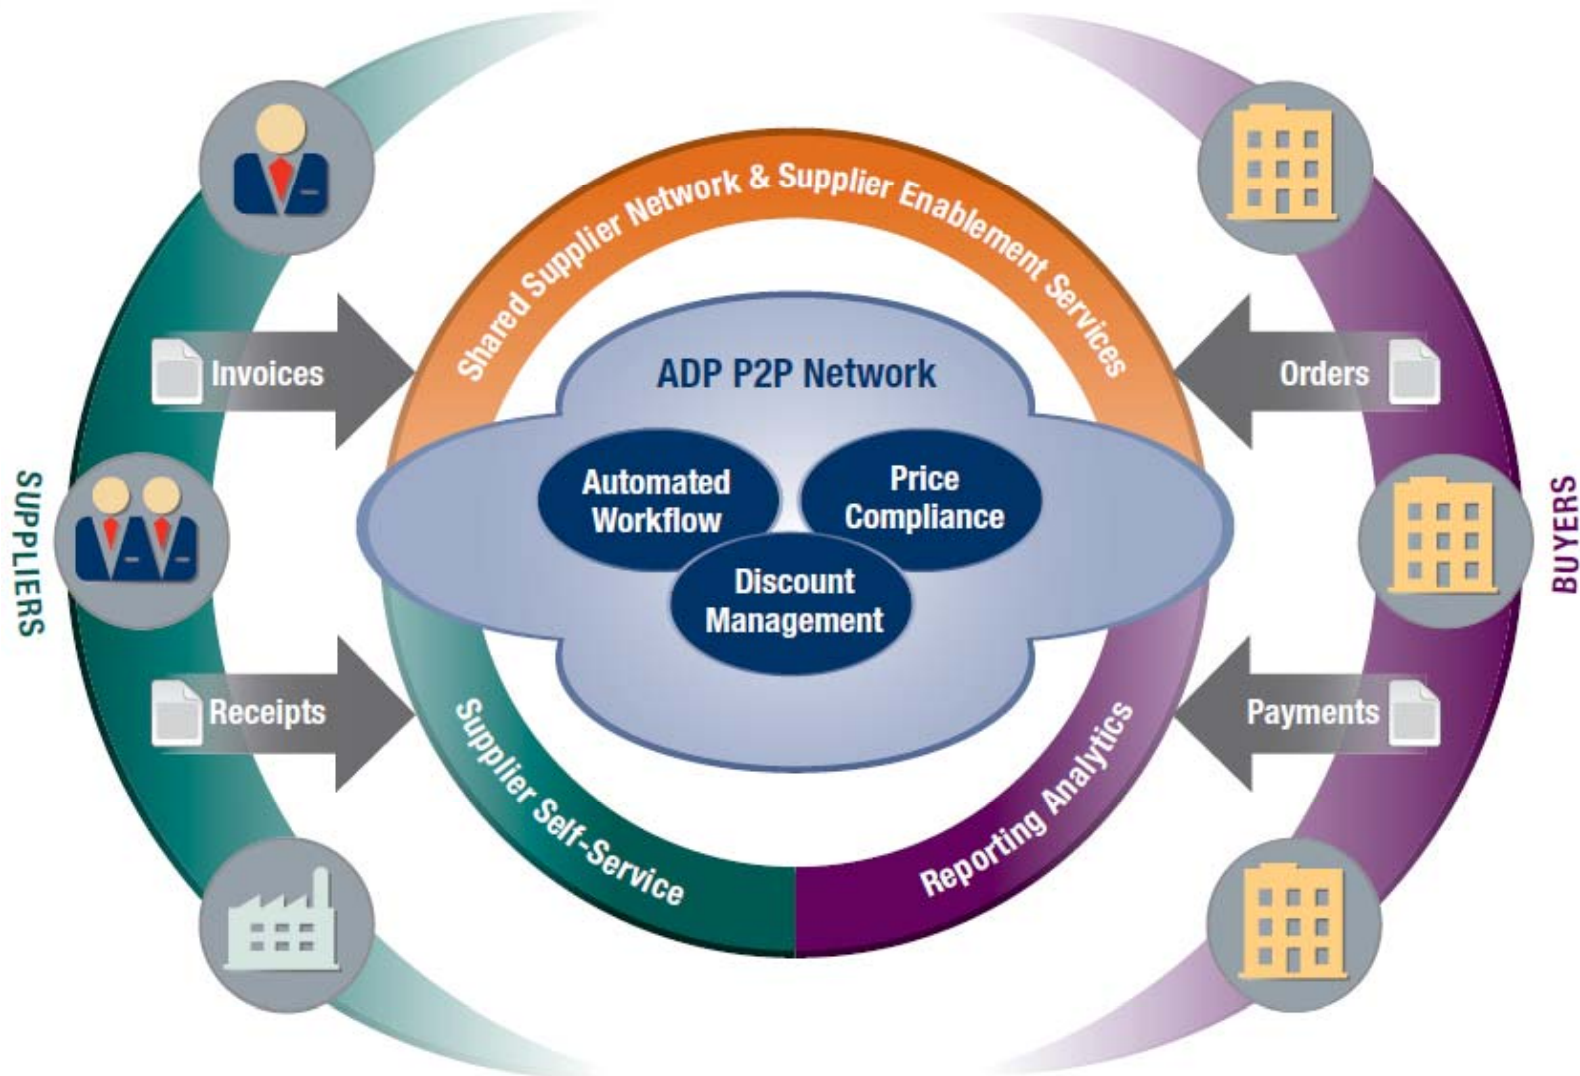 Shared Supplier Network & Supplier Enablement Services
ADP P2P Network
Automated
Workflow
Price
Compliance
Discount
Management
Supplier Self-Service
Reporting Analytics
SUPPLIERS
Invoices
Receipts
Orders
Payments
BUYERS